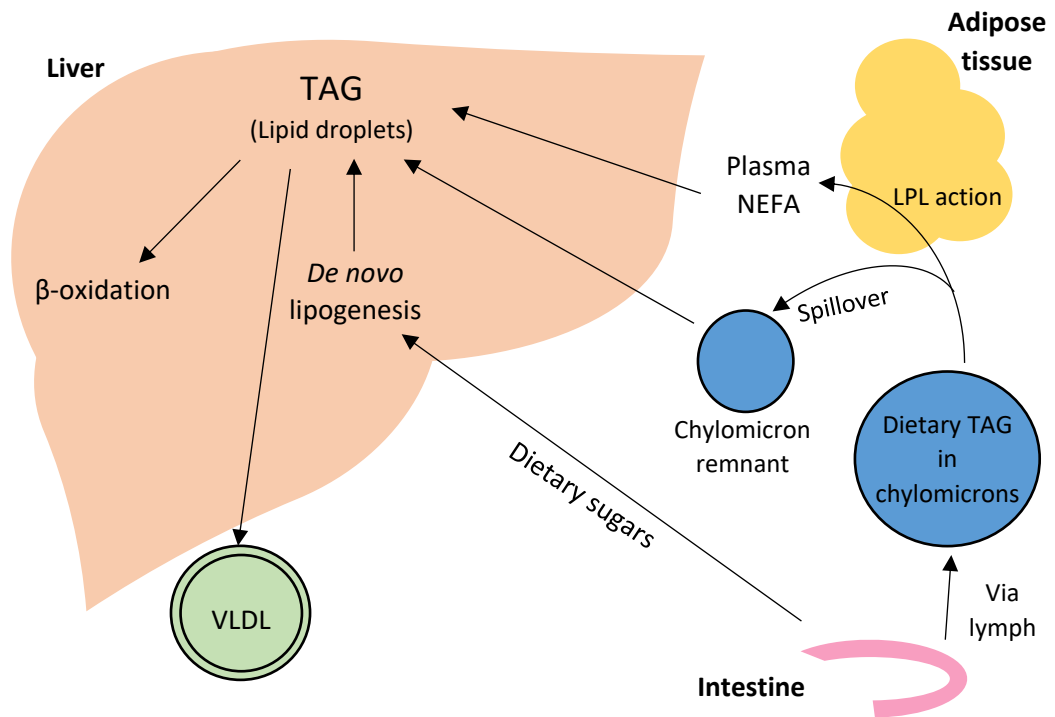 Adipose
tissue
Liver
TAG
(Lipid droplets)
Plasma
NEFA
LPL action
β-oxidation
De novo
lipogenesis
Spillover
Chylomicron
remnant
Dietary TAG
in
chylomicrons
Dietary sugars
VLDL
Via
lymph
Intestine